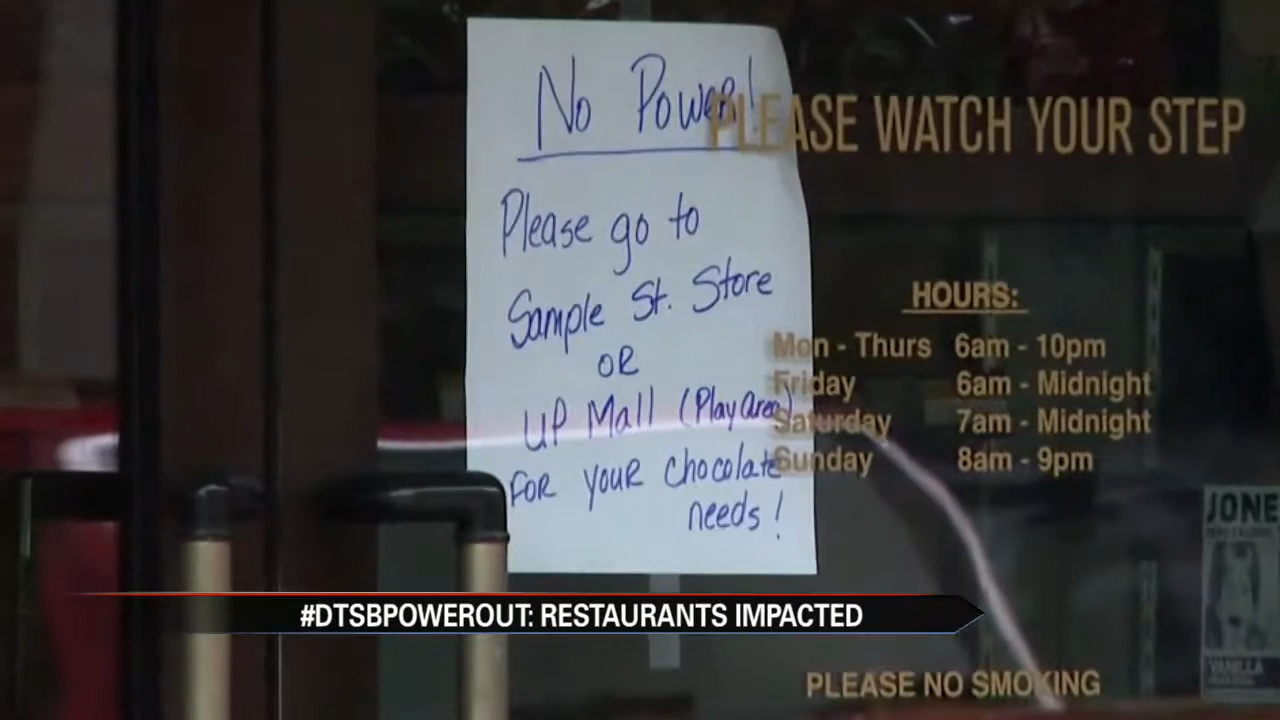 No Power!
Please go to
Sample St. Store
OR
UP Mall (Play Area)
FOR YOUR Chocolate
needs!
PLEASE WATCH YOUR STEP
HOURS:
Mon - Thurs 6am - 10pm
Friday 6am - Midnight
Saturday 7am - Midnight
Sunday 8am - 9pm
JONE
VANILLA
#DTSBPOWEROUT: RESTAURANTS IMPACTED
PLEASE NO SMOKING